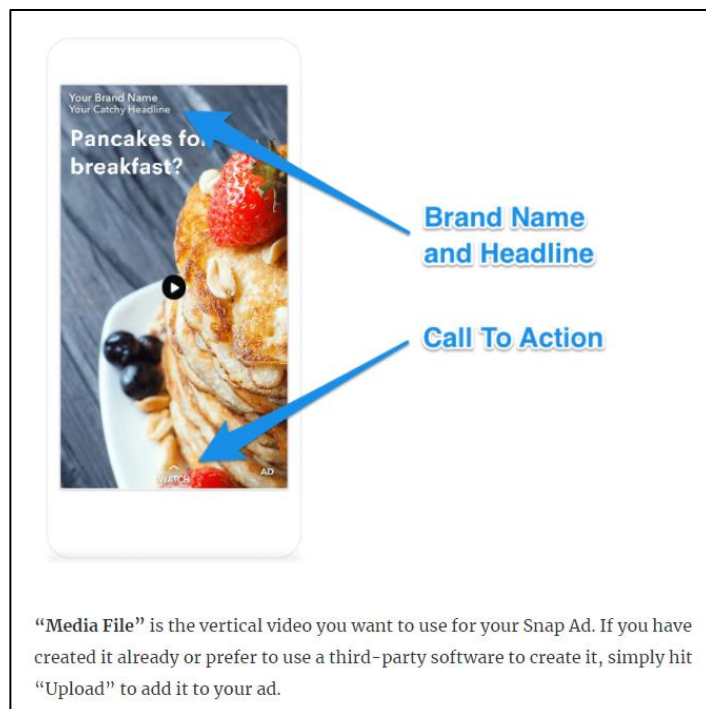 Your Brand Name
Your Catchy Headline
Pancakes for
breakfast?
Brand Name
and Headline
Call To Action
WATCH
AD
“Media File” is the vertical video you want to use for your Snap Ad. If you have
created it already or prefer to use a third-party software to create it, simply hit
“Upload” to add it to your ad.